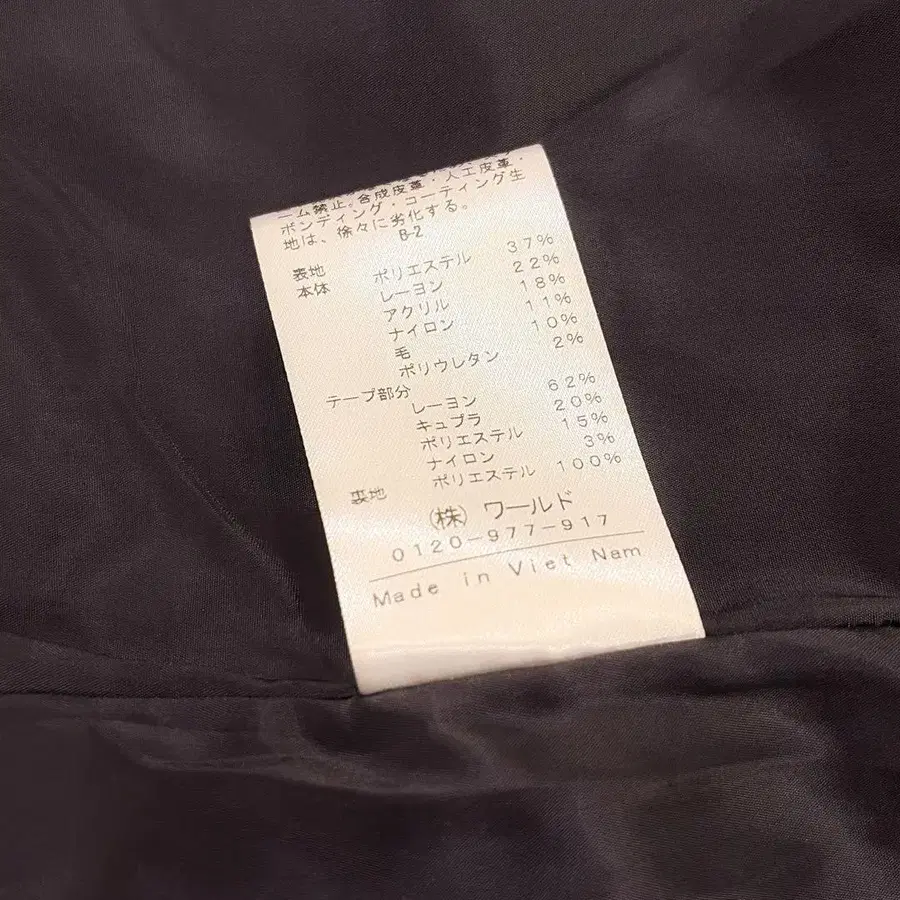 ーム禁止。合成皮革・人工皮革・
ボンディング・コーティング生
地は、徐々に劣化する。
B-2
表地 ポリエステル 37%
本体 レーヨン 22%
アクリル 18%
ナイロン 11%
毛 10%
ポリウレタン 2%
テープ部分
レーヨン 62%
キュプラ 20%
ポリエステル 15%
ナイロン 3%
裏地 ポリエステル 100%
(株) ワールド
0120-977-917
Made in Viet Nam